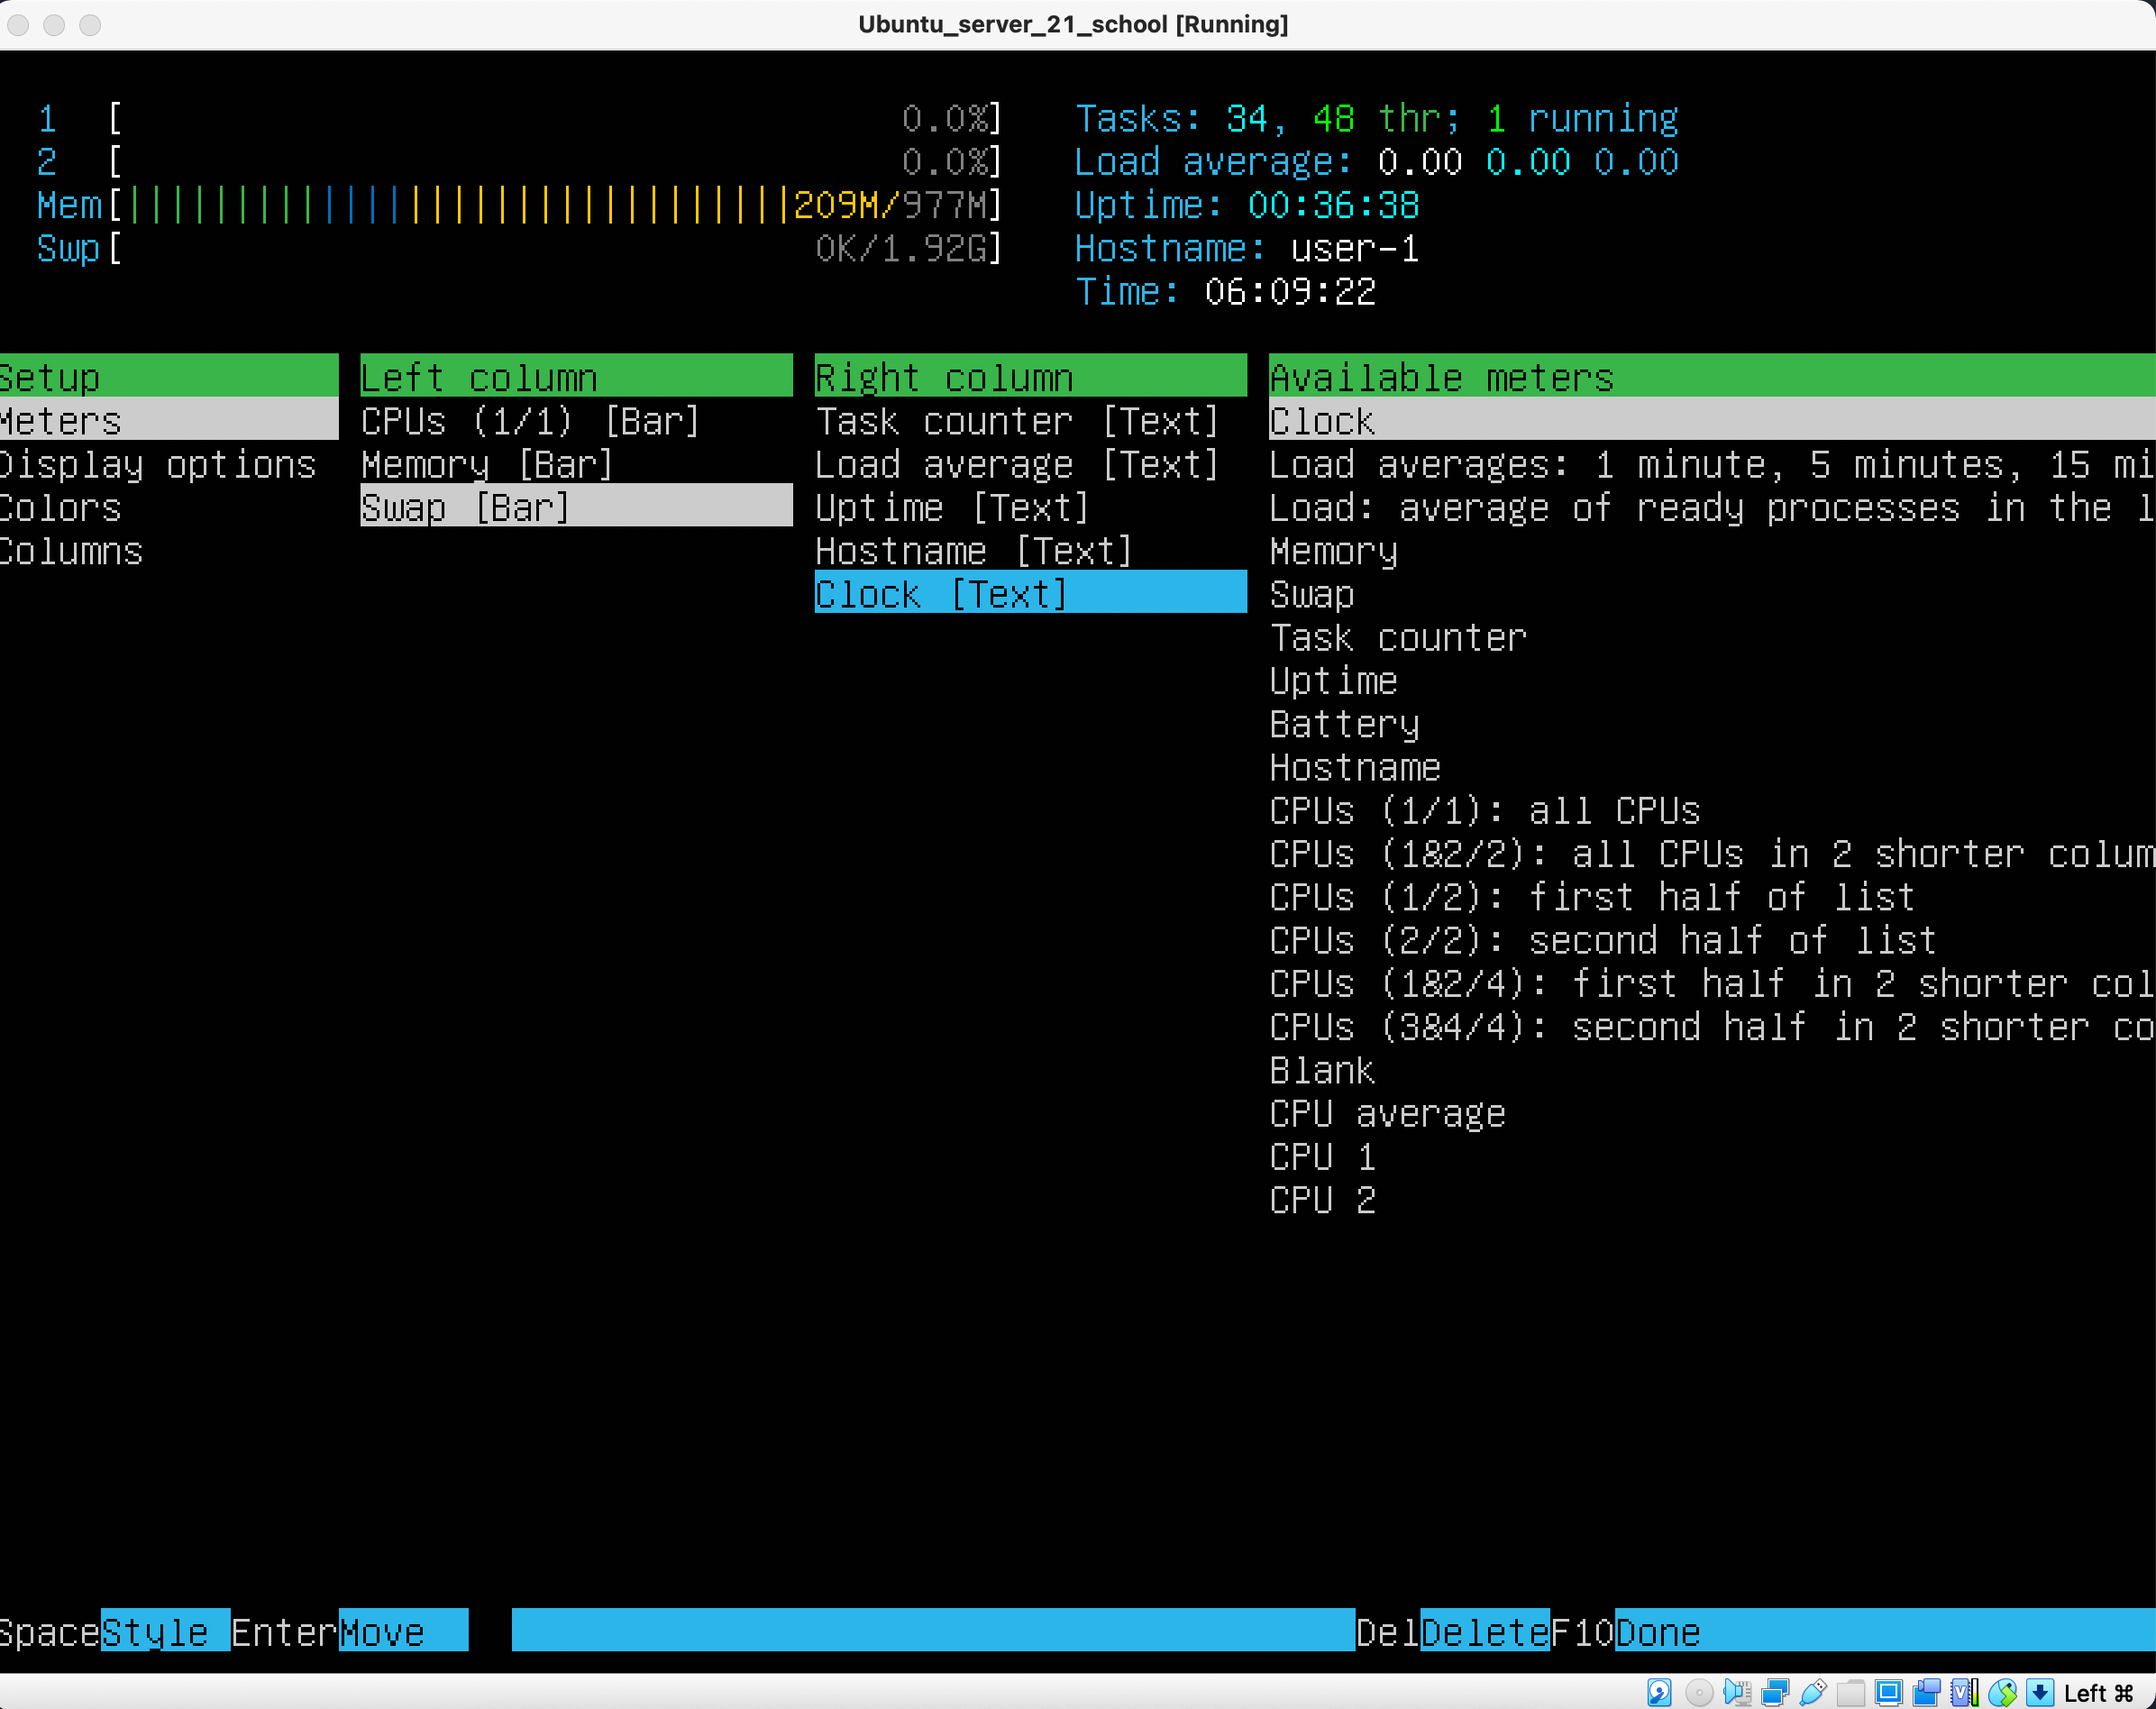 Ubuntu_server_21_school [Running]
1 [ 0.0%] Tasks: 34, 48 thr; 1 running
2 [ 0.0%] Load average: 0.00 0.00 0.00
Mem[||||||||||||||||||||||||||||||209M/977M] Uptime: 00:36:38
Swp[ 0K/1.92G] Hostname: user-1
Time: 06:09:22
Setup Left column Right column Available meters
Meters CPUs (1/1) [Bar] Task counter [Text] Clock
Display options Memory [Bar] Load average [Text] Load averages: 1 minute, 5 minutes, 15 mi
Colors Swap [Bar] Uptime [Text] Load: average of ready processes in the l
Columns Hostname [Text] Memory
Clock [Text] Swap
Task counter
Uptime
Battery
Hostname
CPUs (1/1): all CPUs
CPUs (1&2/2): all CPUs in 2 shorter colum
CPUs (1/2): first half of list
CPUs (2/2): second half of list
CPUs (1&2/4): first half in 2 shorter col
CPUs (3&4/4): second half in 2 shorter co
Blank
CPU average
CPU 1
CPU 2
SpaceStyle EnterMove DelDeleteF10Done
Left ⌘